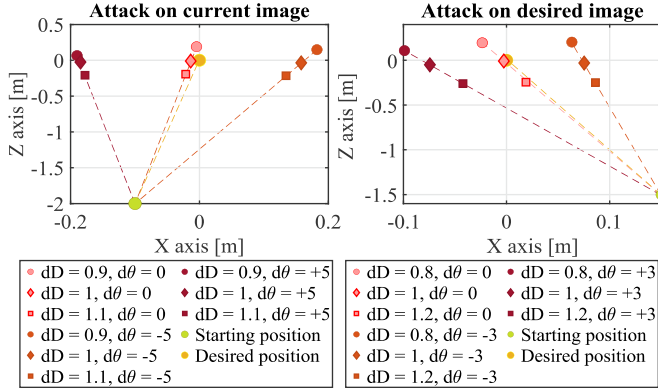 Attack on current image
Attack on desired image
0.5
0
-0.5
-1
-1.5
-2
Z axis [m]
-0.2
0
0.2
X axis [m]
0.5
0
-0.5
-1
-1.5
Z axis [m]
-0.1
0
0.1
X axis [m]
dD = 0.9, dθ = 0
dD = 1, dθ = 0
dD = 1.1, dθ = 0
dD = 0.9, dθ = -5
dD = 1, dθ = -5
dD = 1.1, dθ = -5
dD = 0.9, dθ = +5
dD = 1, dθ = +5
dD = 1.1, dθ = +5
Starting position
Desired position
dD = 0.8, dθ = 0
dD = 1, dθ = 0
dD = 1.2, dθ = 0
dD = 0.8, dθ = -3
dD = 1, dθ = -3
dD = 1.2, dθ = -3
dD = 0.8, dθ = +3
dD = 1, dθ = +3
dD = 1.2, dθ = +3
Starting position
Desired position